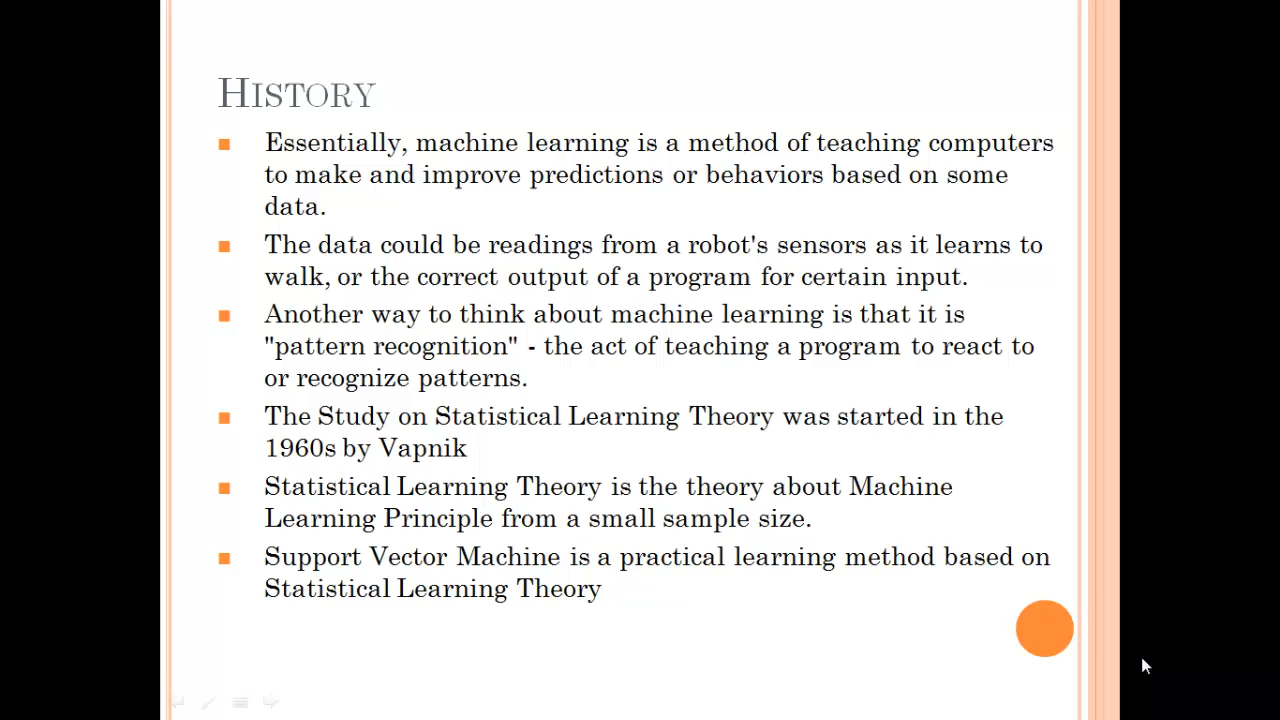 HISTORY
Essentially, machine learning is a method of teaching computers
to make and improve predictions or behaviors based on some
data.
The data could be readings from a robot's sensors as it learns to
walk, or the correct output of a program for certain input.
Another way to think about machine learning is that it is
"pattern recognition" - the act of teaching a program to react to
or recognize patterns.
The Study on Statistical Learning Theory was started in the
1960s by Vapnik
Statistical Learning Theory is the theory about Machine
Learning Principle from a small sample size.
Support Vector Machine is a practical learning method based on
Statistical Learning Theory